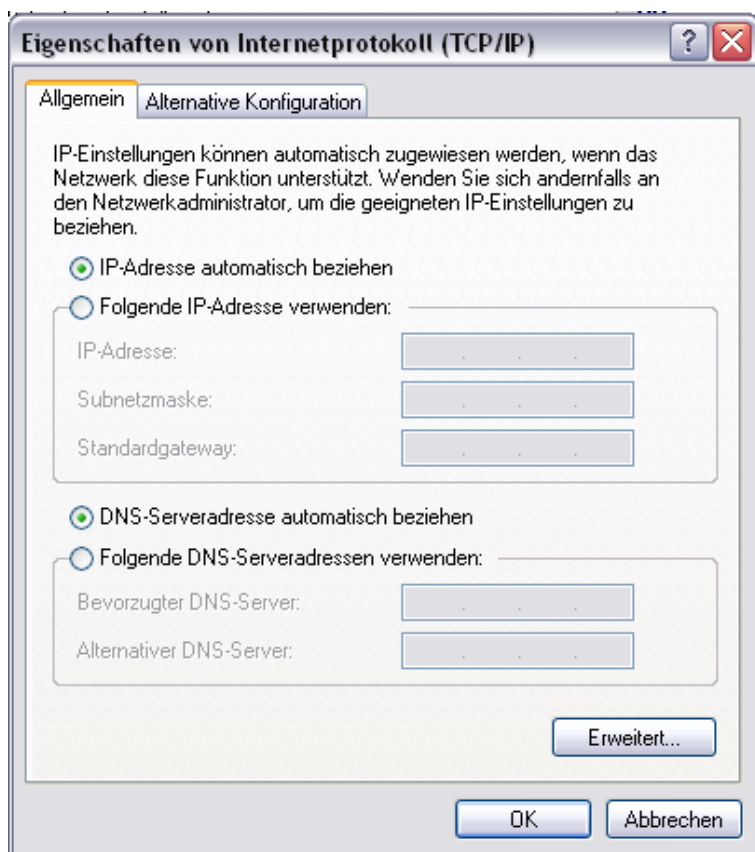 Eigenschaften von Internetprotokoll (TCP/IP)
Allgemein
Alternative Konfiguration
IP-Einstellungen können automatisch zugewiesen werden, wenn das
Netzwerk diese Funktion unterstützt. Wenden Sie sich andernfalls an
den Netzwerkadministrator, um die geeigneten IP-Einstellungen zu
beziehen.
IP-Adresse automatisch beziehen
Folgende IP-Adresse verwenden:
IP-Adresse:
Subnetzmaske:
Standardgateway:
DNS-Serveradresse automatisch beziehen
Folgende DNS-Serveradressen verwenden:
Bevorzugter DNS-Server:
Alternativer DNS-Server:
Erweitert...
OK
Abbrechen